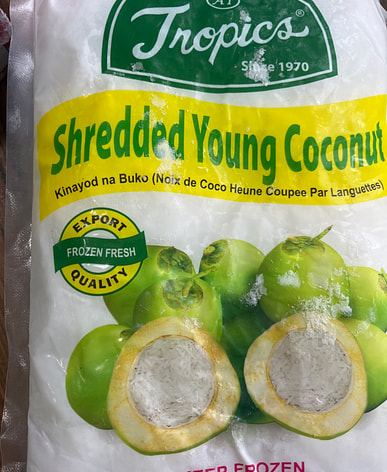 Tropics
Since 1970
Shredded Young Coconut
Kinayod na Buko (Noix de Coco Heune Coupee Par Languettes)
EXPORT
FROZEN FRESH
QUALITY
FROZEN